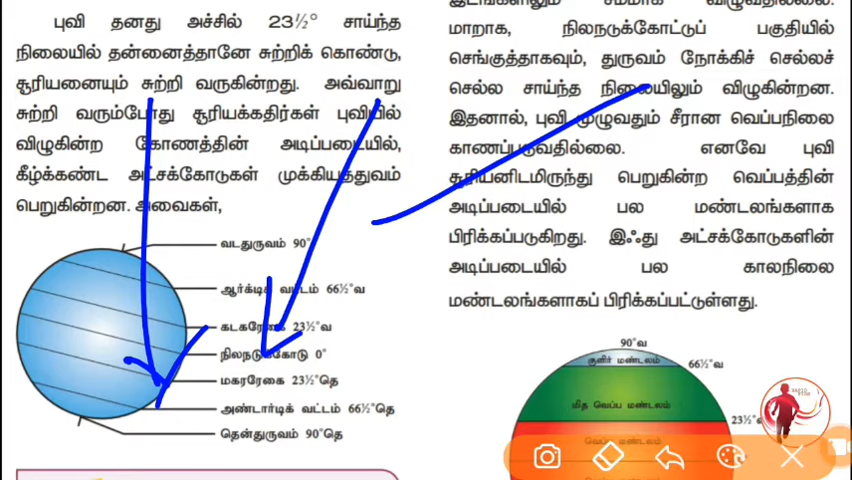 புவி தனது அச்சில் 23½° சாய்ந்த
நிலையில் தன்னைத்தானே சுற்றிக் கொண்டு,
சூரியனையும் சுற்றி வருகின்றது. அவ்வாறு
சுற்றி வரும்போது சூரியக்கதிர்கள் புவியில்
விழுகின்ற கோணத்தின் அடிப்படையில்,
கீழ்க்கண்ட அட்சக்கோடுகள் முக்கியத்துவம்
பெறுகின்றன. அவைகள்,
வடதுருவம் 90°
ஆர்க்டிக் வட்டம் 66½°வ
கடகரேகை 23½°வ
நிலநடுக்கோடு 0°
மகரரேகை 23½°தெ
அண்டார்டிக் வட்டம் 66½°தெ
தென்துருவம் 90°தெ
மாறாக, நிலநடுக்கோட்டுப் பகுதியில்
செங்குத்தாகவும், துருவம் நோக்கிச் செல்லச்
செல்ல சாய்ந்த நிலையிலும் விழுகின்றன.
இதனால், புவி முழுவதும் சீரான வெப்பநிலை
காணப்படுவதில்லை. எனவே புவி
சூரியனிடமிருந்து பெறுகின்ற வெப்பத்தின்
அடிப்படையில் பல மண்டலங்களாக
பிரிக்கப்படுகிறது. இஃது அட்சக்கோடுகளின்
அடிப்படையில் பல காலநிலை
மண்டலங்களாகப் பிரிக்கப்பட்டுள்ளது.
90°வ
குளிர் மண்டலம்
66½°வ
மித வெப்ப மண்டலம்
23½°வ
வெப்ப மண்டலம்